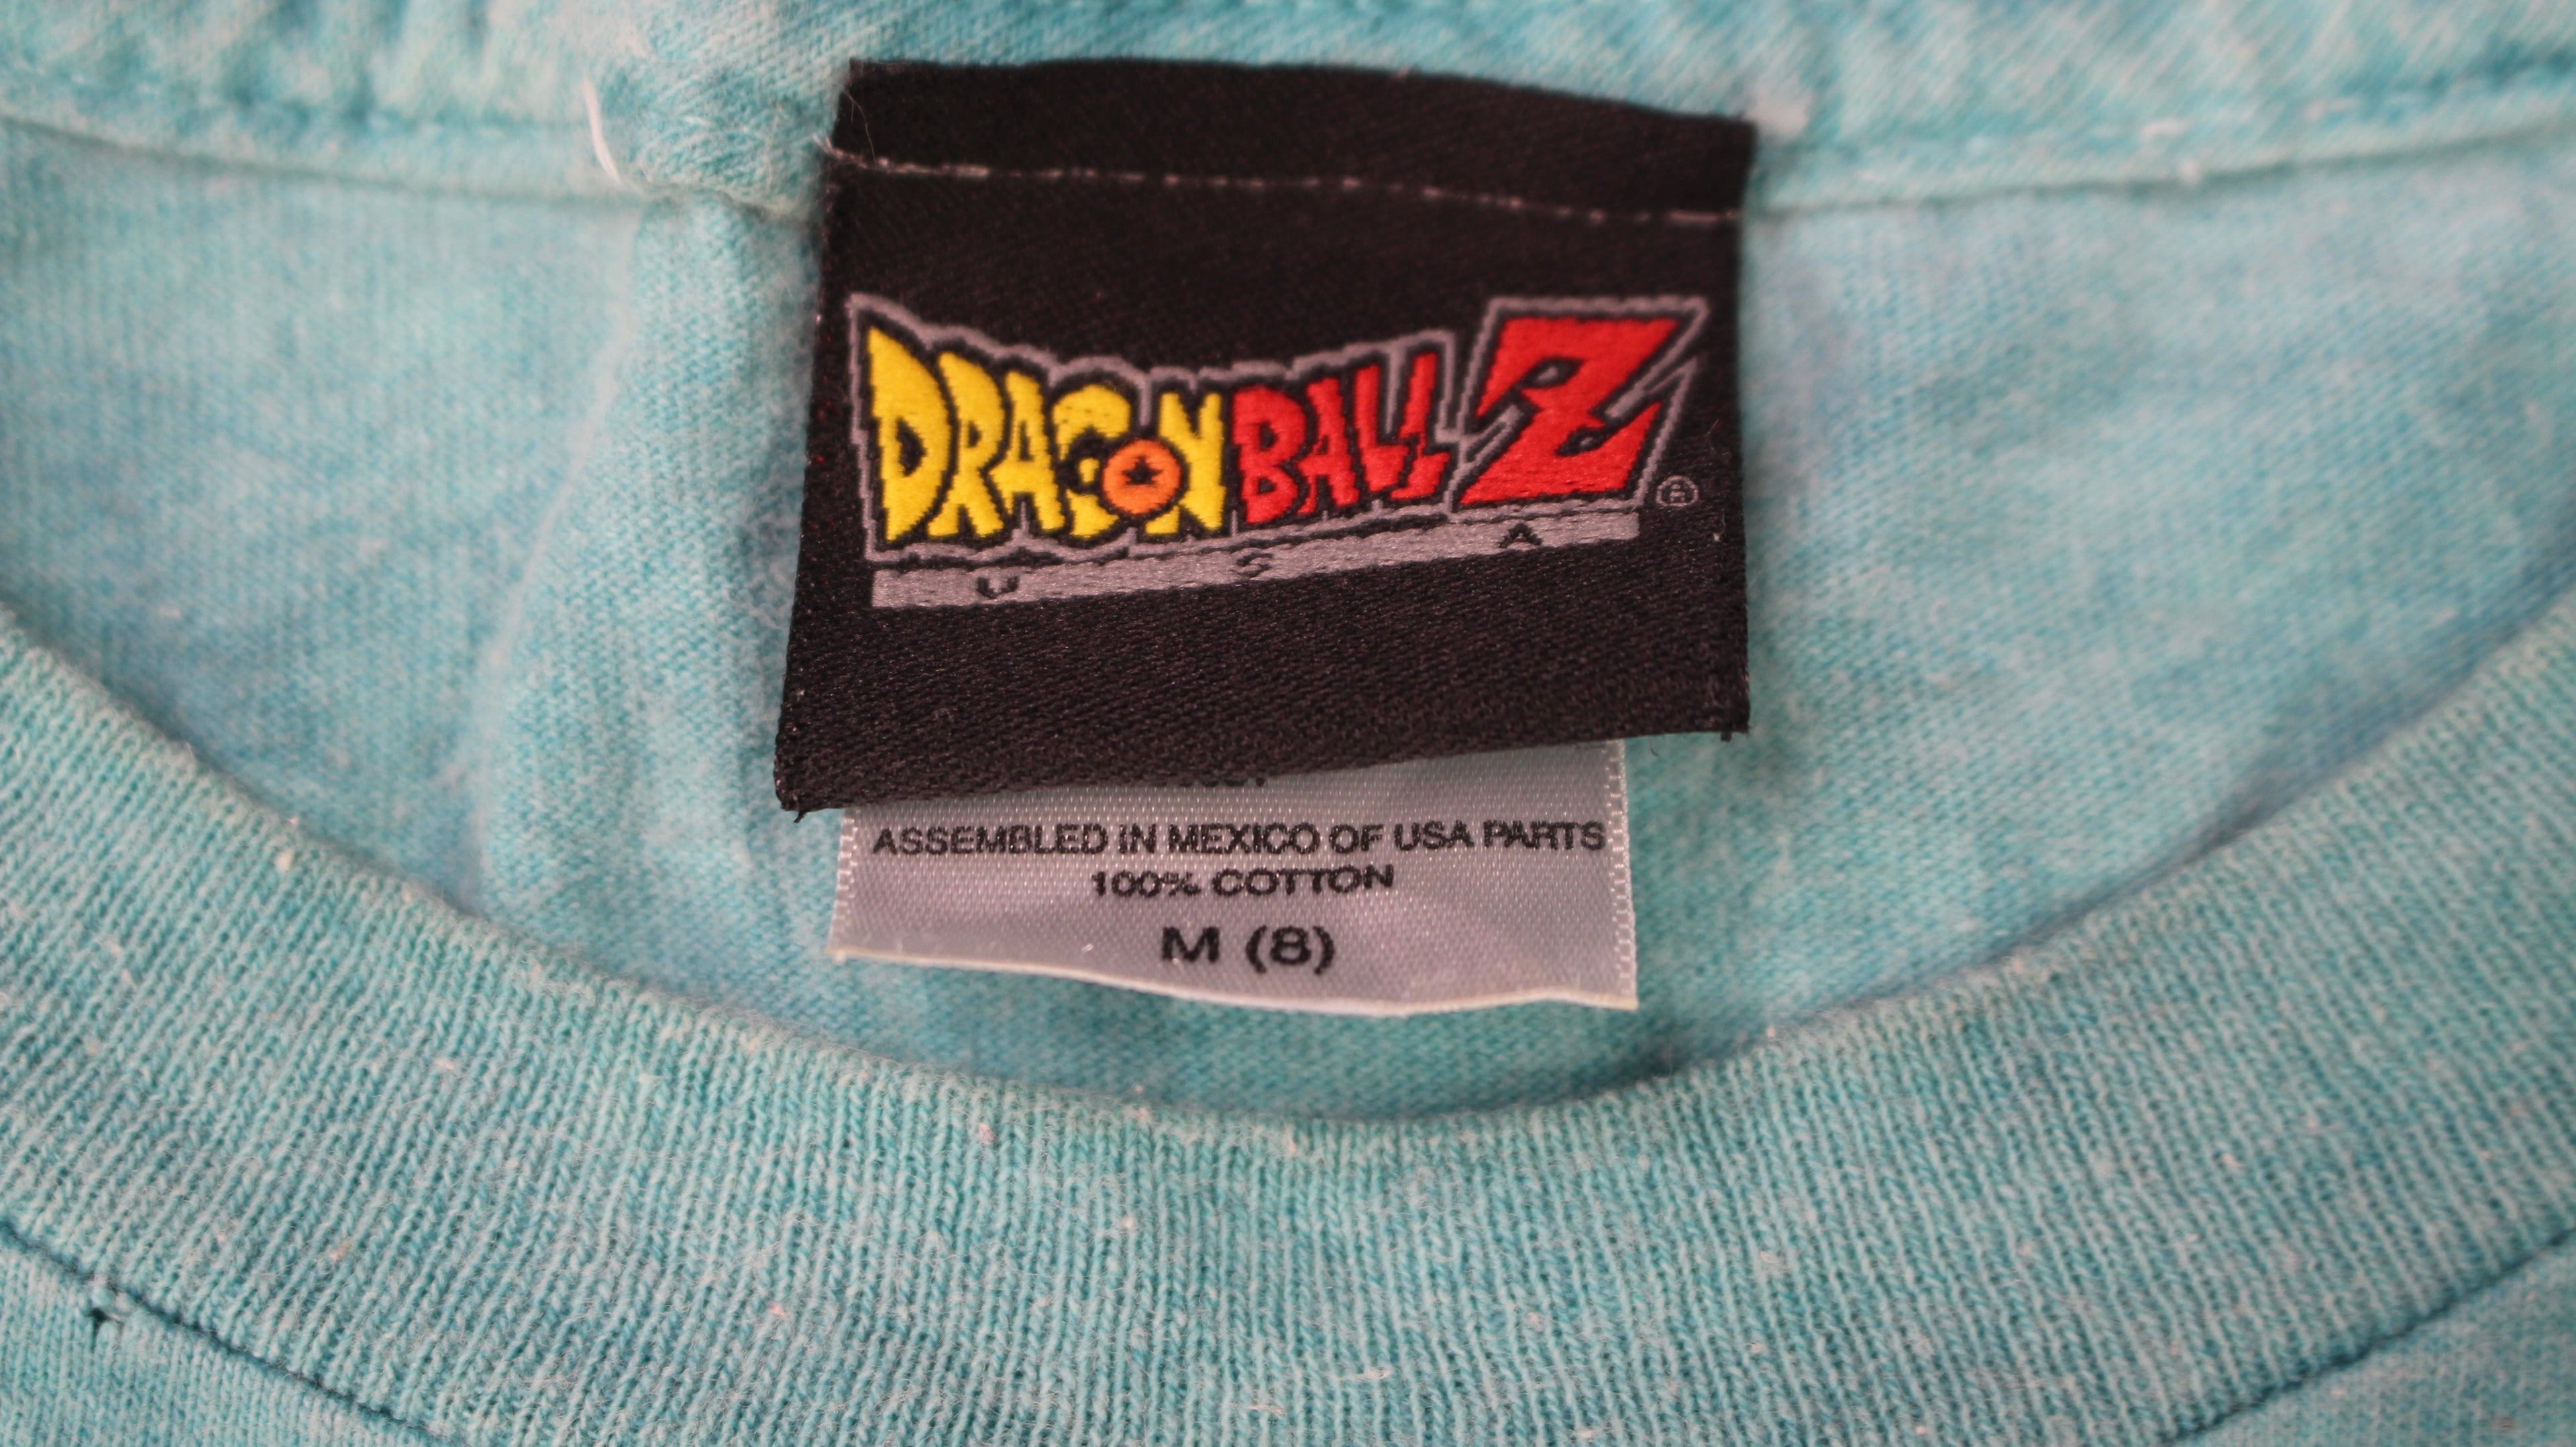 DRAGON BALL Z ®
U S A
ASSEMBLED IN MEXICO OF USA PARTS
100% COTTON
M (8)